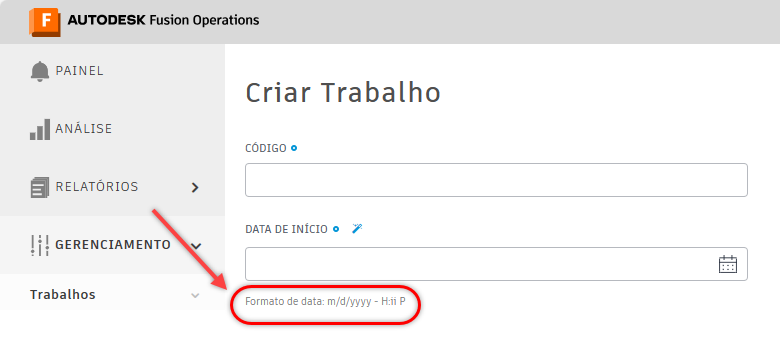 F AUTODESK Fusion Operations
PAINEL
ANÁLISE
RELATÓRIOS
GERENCIAMENTO
Trabalhos
Criar Trabalho
CÓDIGO
DATA DE INÍCIO
Formato de data: m/d/yyyy - H:ii P